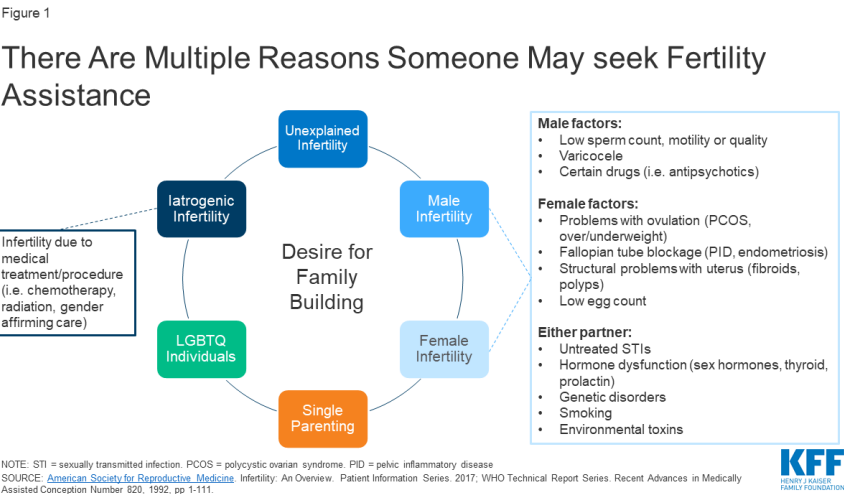 Figure 1
There Are Multiple Reasons Someone May seek Fertility
Assistance
Unexplained
Infertility
Iatrogenic
Infertility
Male
Infertility
Desire for
Family
Building
Infertility due to
medical
treatment/procedure
(i.e. chemotherapy,
radiation, gender
affirming care)
LGBTQ
Individuals
Female
Infertility
Single
Parenting
Male factors:
• Low sperm count, motility or quality
• Varicocele
• Certain drugs (i.e. antipsychotics)
Female factors:
• Problems with ovulation (PCOS,
over/underweight)
• Fallopian tube blockage (PID, endometriosis)
• Structural problems with uterus (fibroids,
polyps)
• Low egg count
Either partner:
• Untreated STIs
• Hormone dysfunction (sex hormones, thyroid,
prolactin)
• Genetic disorders
• Smoking
• Environmental toxins
NOTE: STI = sexually transmitted infection. PCOS = polycystic ovarian syndrome. PID = pelvic inflammatory disease
SOURCE: American Society for Reproductive Medicine. Infertility: An Overview. Patient Information Series. 2017; WHO Technical Report Series. Recent Advances in Medically
Assisted Conception Number 820, 1992, pp 1-111.
KFF
HENRY J KAISER
FAMILY FOUNDATION